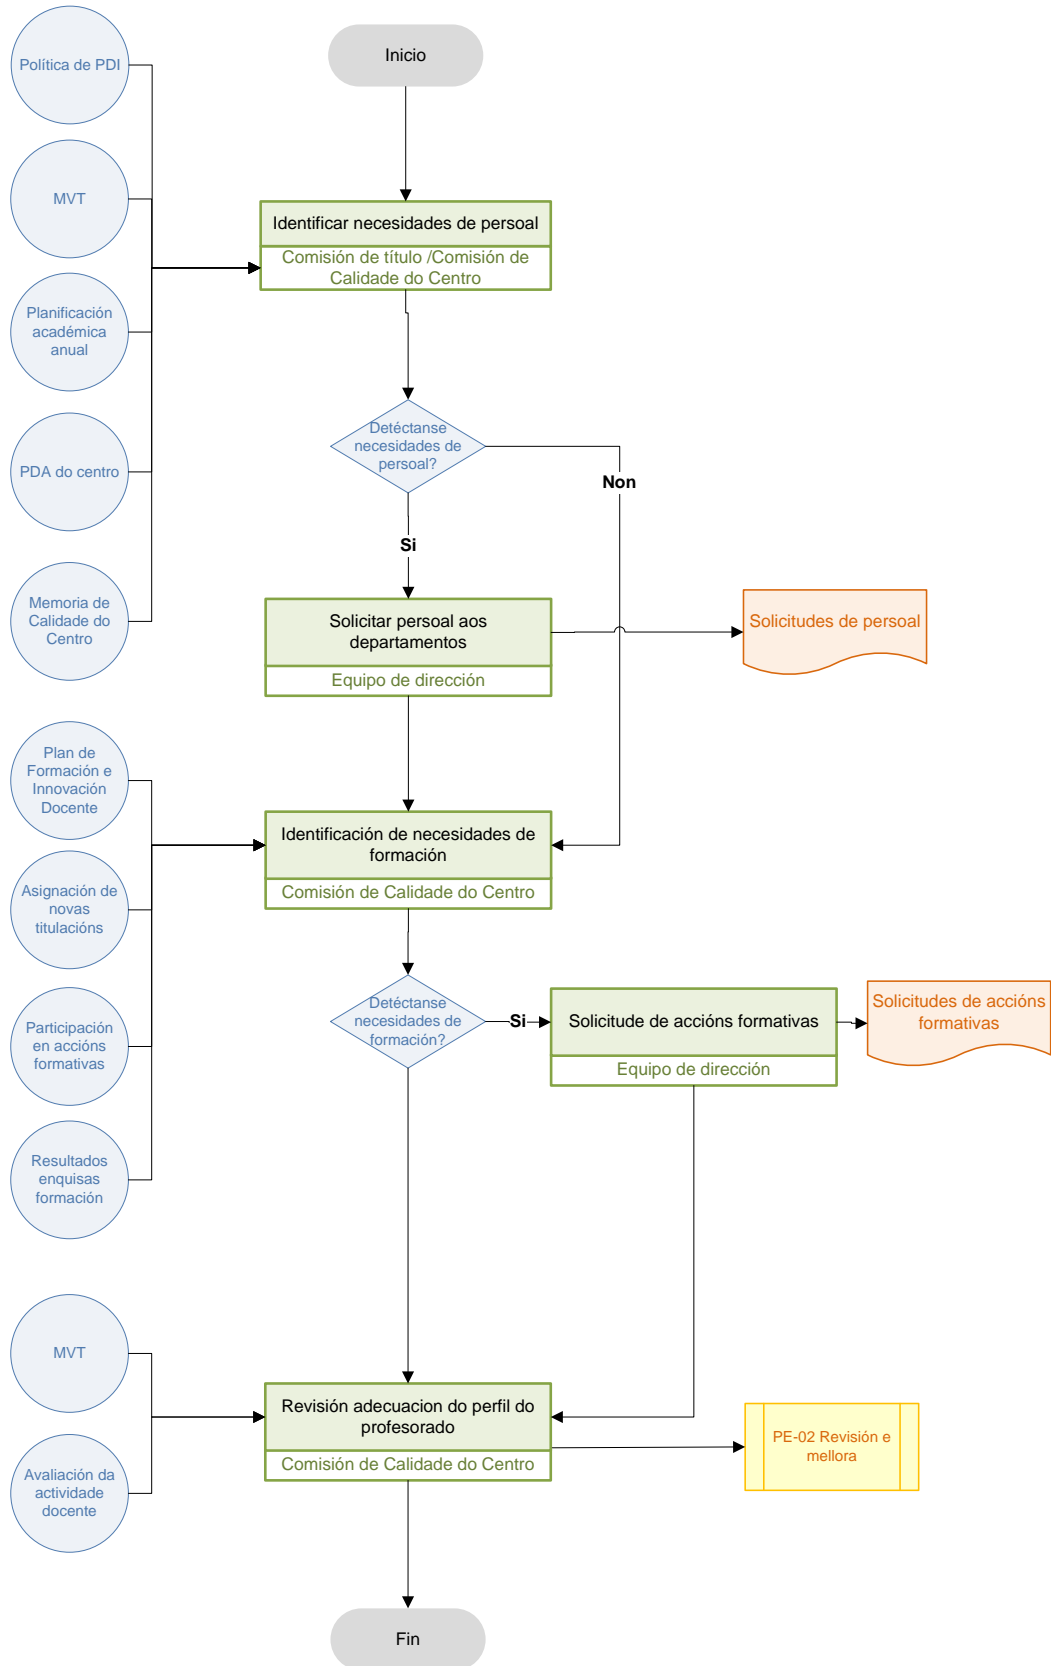 Política de PDI
Inicio
MVT
Identificar necesidades de persoal
Comisión de título /Comisión de
Calidade do Centro
Planificación
académica
anual
Detéctanse
necesidades de
persoal?
PDA do centro
Non
Si
Memoria de
Calidade do
Centro
Solicitar persoal aos
departamentos
Equipo de dirección
Solicitudes de persoal
Plan de
Formación e
Innovación
Docente
Identificación de necesidades de
formación
Comisión de Calidade do Centro
Asignación de
novas
titulacións
Detéctanse
necesidades de
formación?
Si
Solicitude de accións formativas
Equipo de dirección
Solicitudes de accións
formativas
Participación
en accións
formativas
Resultados
enquisas
formación
MVT
Revisión adecuacion do perfil do
profesorado
Comisión de Calidade do Centro
PE-02 Revisión e
mellora
Avaliación da
actividade
docente
Fin